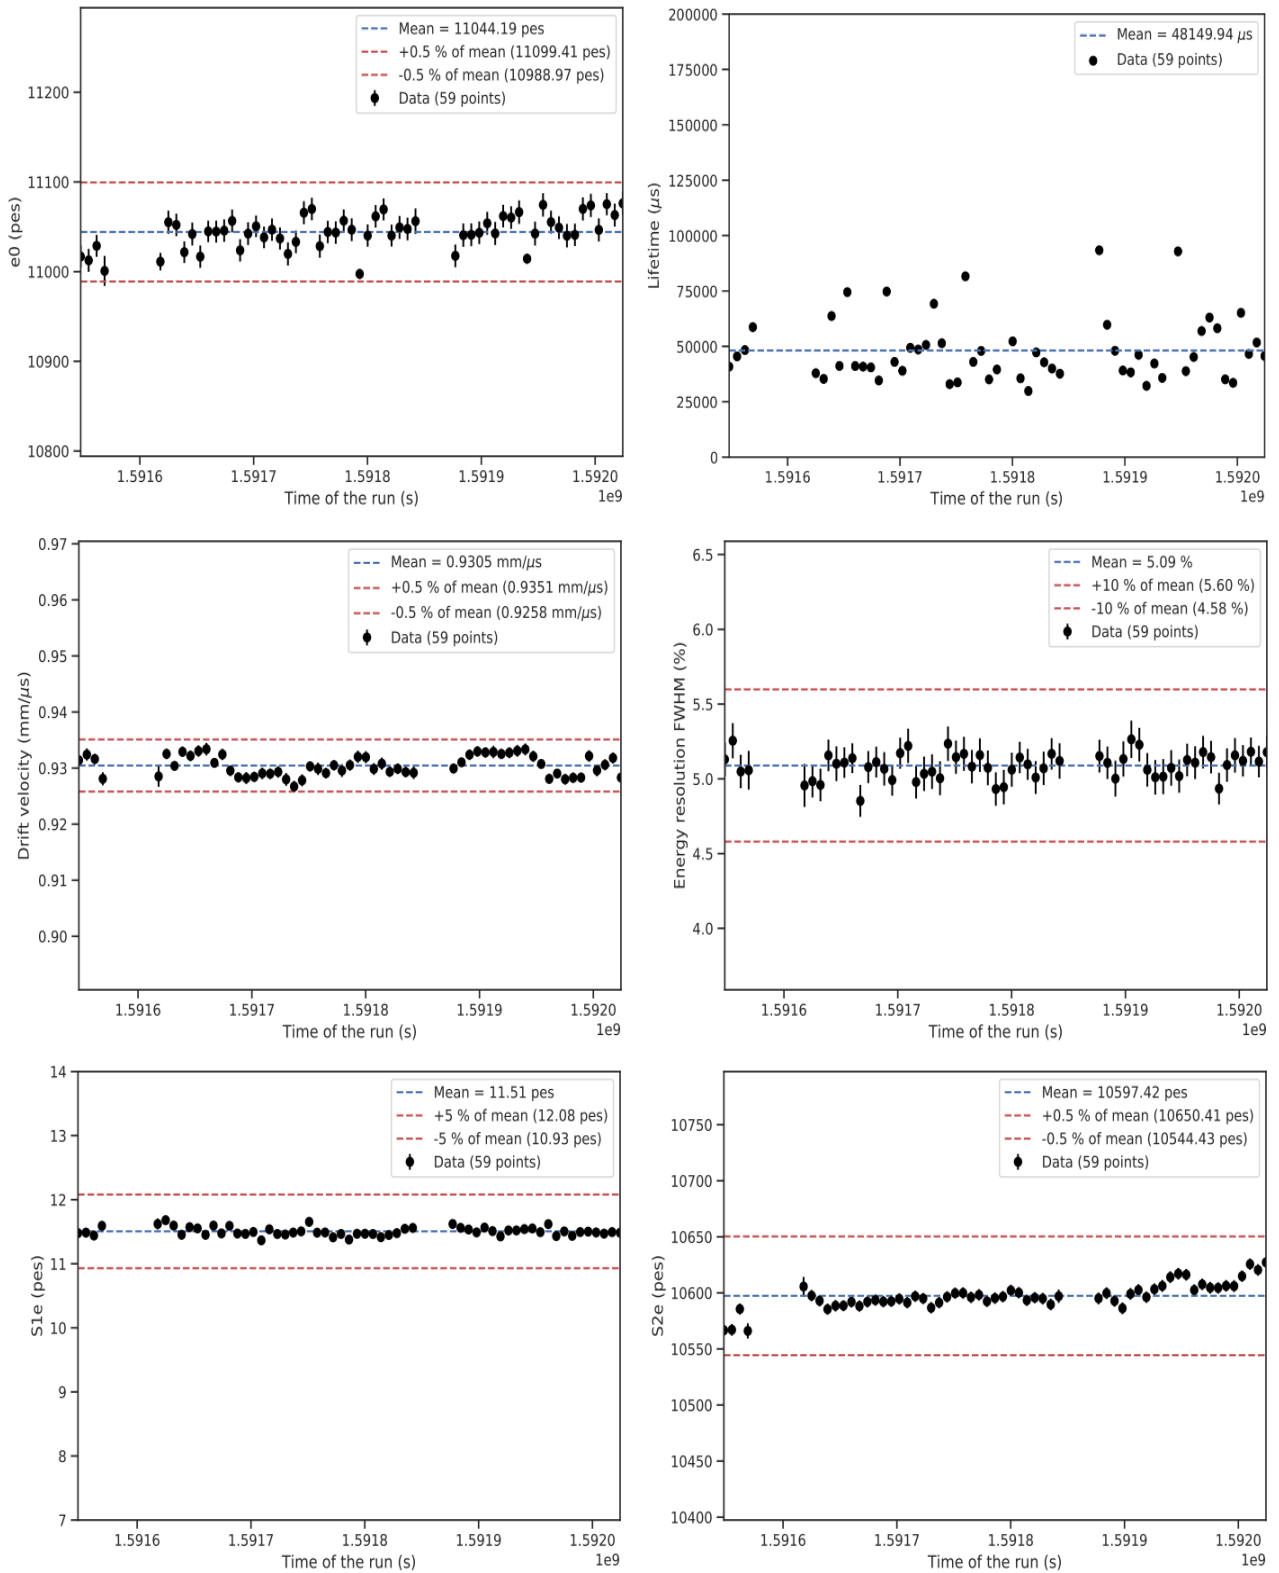 Mean = 11044.19 pes
+0.5 % of mean (11099.41 pes)
-0.5 % of mean (10988.97 pes)
Data (59 points)
11200
11100
11000
10900
10800
e0 (pes)
1.5916 1.5917 1.5918 1.5919 1.5920
Time of the run (s)
1e9
Mean = 48149.94 μs
Data (59 points)
200000
175000
150000
125000
100000
75000
50000
25000
0
Lifetime (μs)
1.5916 1.5917 1.5918 1.5919 1.5920
Time of the run (s)
1e9
Mean = 0.9305 mm/μs
+0.5 % of mean (0.9351 mm/μs)
-0.5 % of mean (0.9258 mm/μs)
Data (59 points)
0.97
0.96
0.95
0.94
0.93
0.92
0.91
0.90
Drift velocity (mm/μs)
1.5916 1.5917 1.5918 1.5919 1.5920
Time of the run (s)
1e9
Mean = 5.09 %
+10 % of mean (5.60 %)
-10 % of mean (4.58 %)
Data (59 points)
6.5
6.0
5.5
5.0
4.5
4.0
Energy resolution FWHM (%)
1.5916 1.5917 1.5918 1.5919 1.5920
Time of the run (s)
1e9
Mean = 11.51 pes
+5 % of mean (12.08 pes)
-5 % of mean (10.93 pes)
Data (59 points)
14
13
12
11
10
9
8
7
S1e (pes)
1.5916 1.5917 1.5918 1.5919 1.5920
Time of the run (s)
1e9
Mean = 10597.42 pes
+0.5 % of mean (10650.41 pes)
-0.5 % of mean (10544.43 pes)
Data (59 points)
10750
10700
10650
10600
10550
10500
10450
10400
S2e (pes)
1.5916 1.5917 1.5918 1.5919 1.5920
Time of the run (s)
1e9